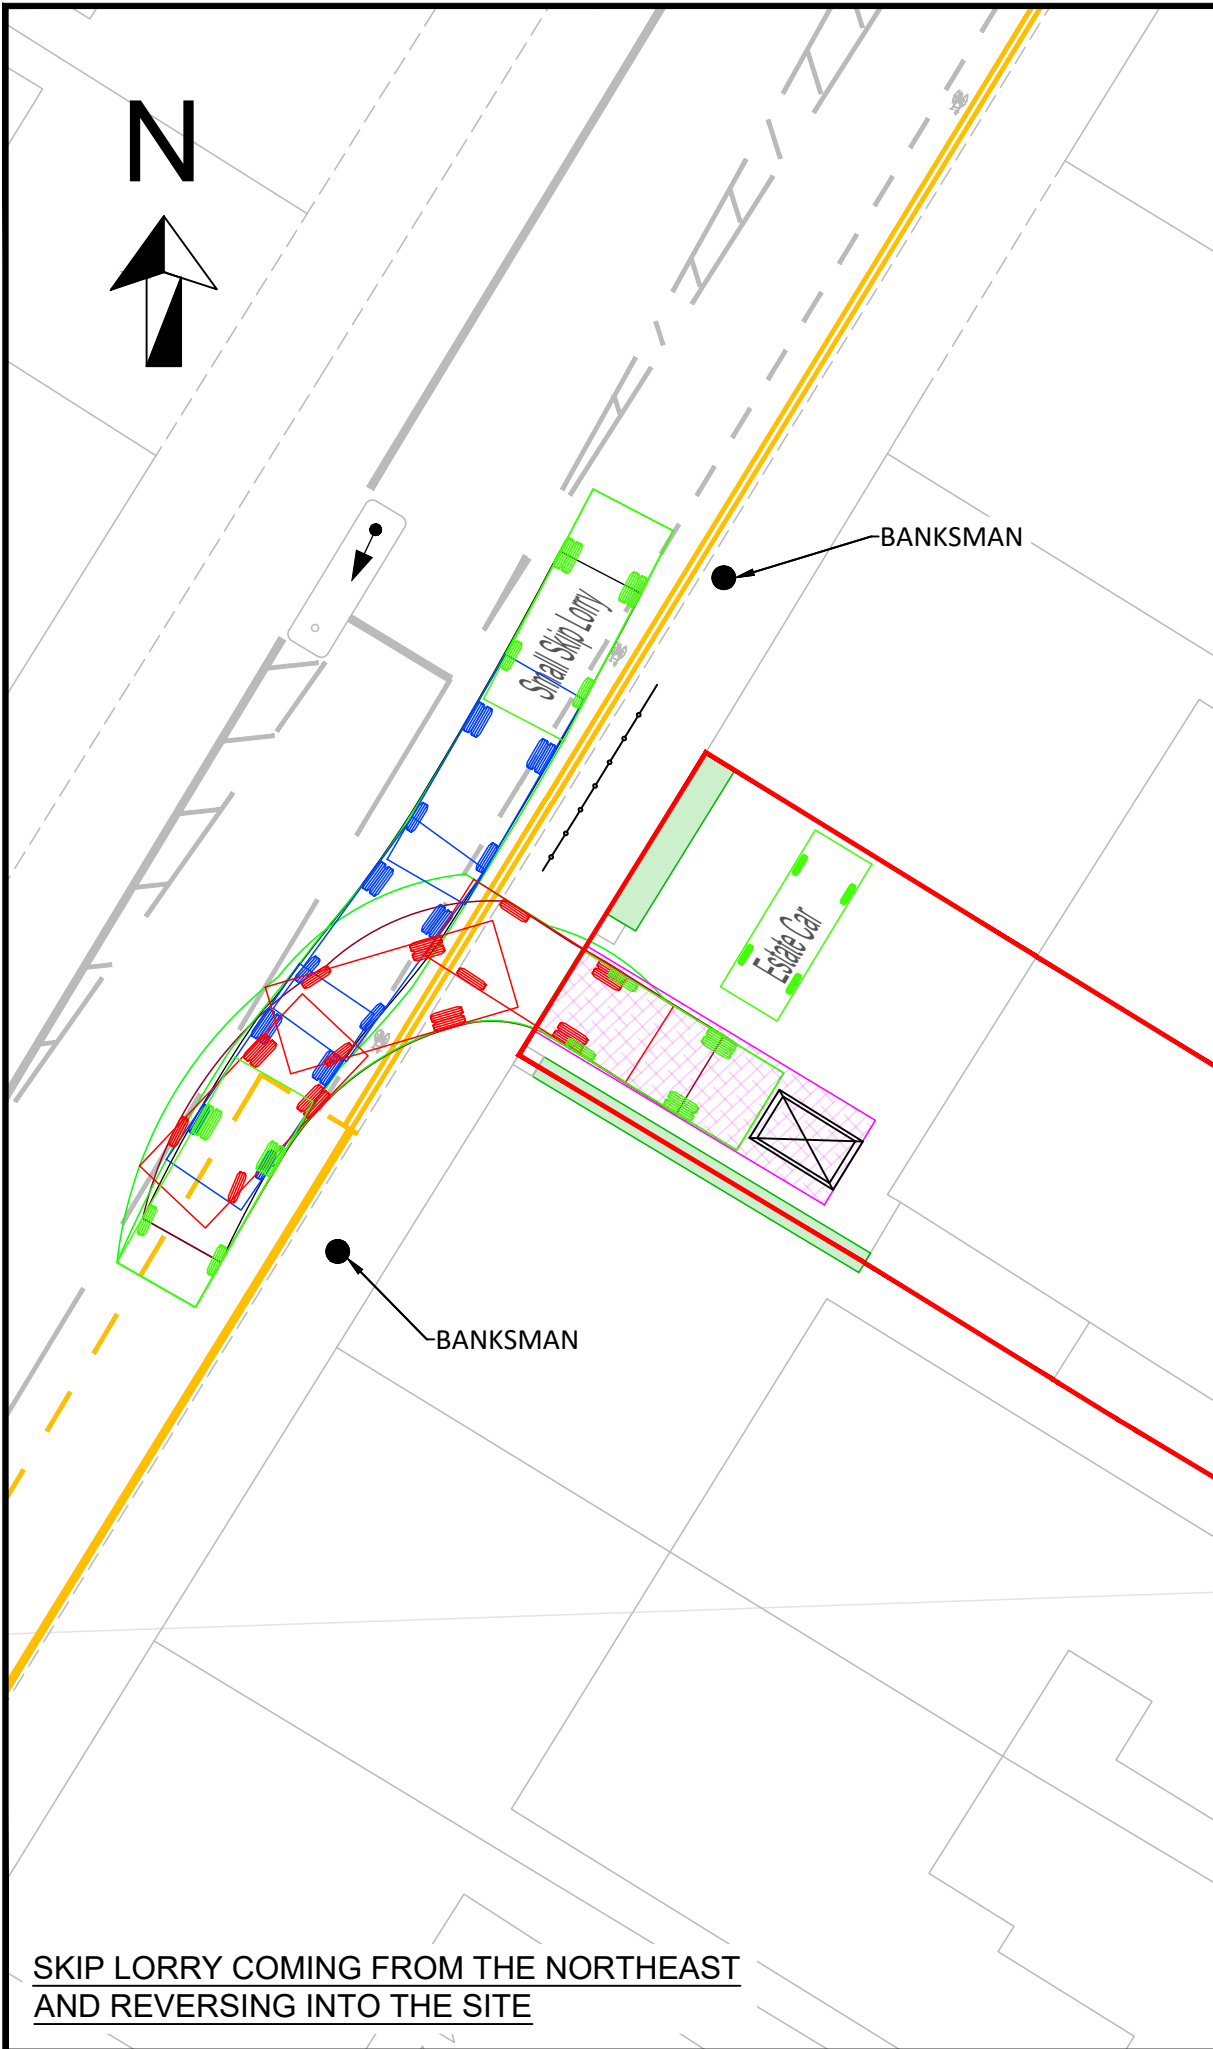 N
BANKSMAN
Small Skip Lorry
Estate Car
BANKSMAN
SKIP LORRY COMING FROM THE NORTHEAST
AND REVERSING INTO THE SITE